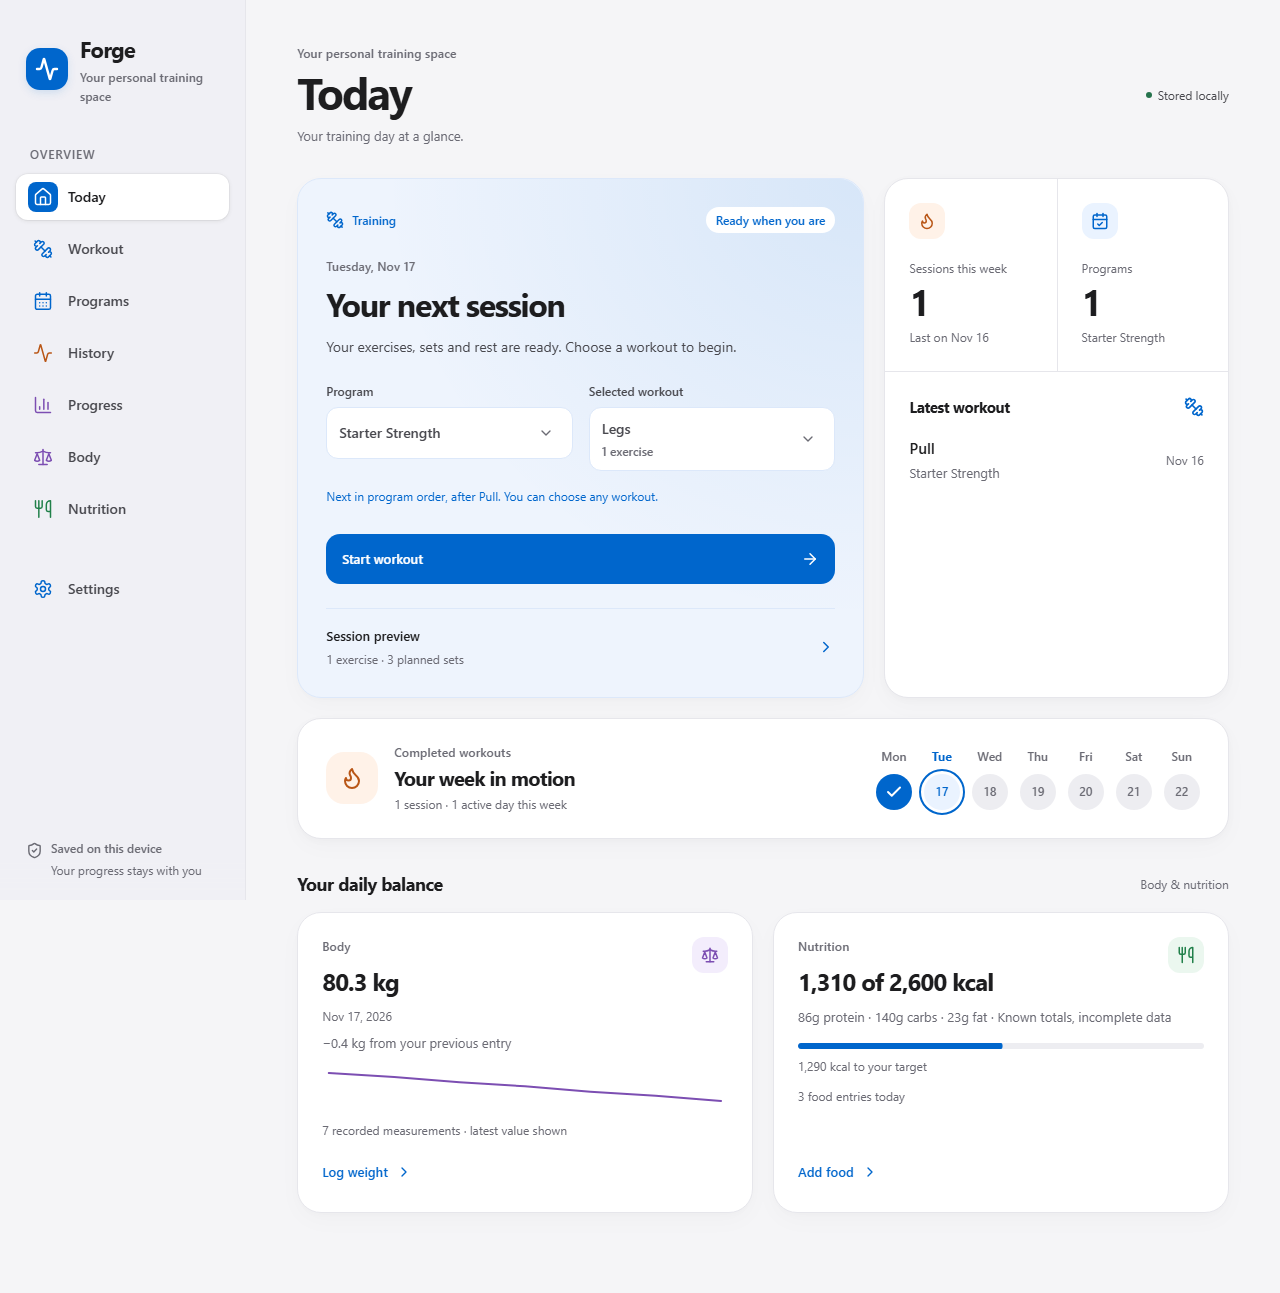 Forge
Your personal training
space
OVERVIEW
Today
Workout
Programs
History
Progress
Body
Nutrition
Settings
Saved on this device
Your progress stays with you
Your personal training space
Today
Your training day at a glance.
Stored locally
Training
Ready when you are
Tuesday, Nov 17
Your next session
Your exercises, sets and rest are ready. Choose a workout to begin.
Program
Starter Strength
Selected workout
Legs
1 exercise
Next in program order, after Pull. You can choose any workout.
Start workout
Session preview
1 exercise · 3 planned sets
Sessions this week
1
Last on Nov 16
Programs
1
Starter Strength
Latest workout
Pull
Starter Strength
Nov 16
Completed workouts
Your week in motion
1 session · 1 active day this week
Mon Tue Wed Thu Fri Sat Sun
17 18 19 20 21 22
Your daily balance
Body & nutrition
Body
80.3 kg
Nov 17, 2026
−0.4 kg from your previous entry
7 recorded measurements · latest value shown
Log weight
Nutrition
1,310 of 2,600 kcal
86g protein · 140g carbs · 23g fat · Known totals, incomplete data
1,290 kcal to your target
3 food entries today
Add food